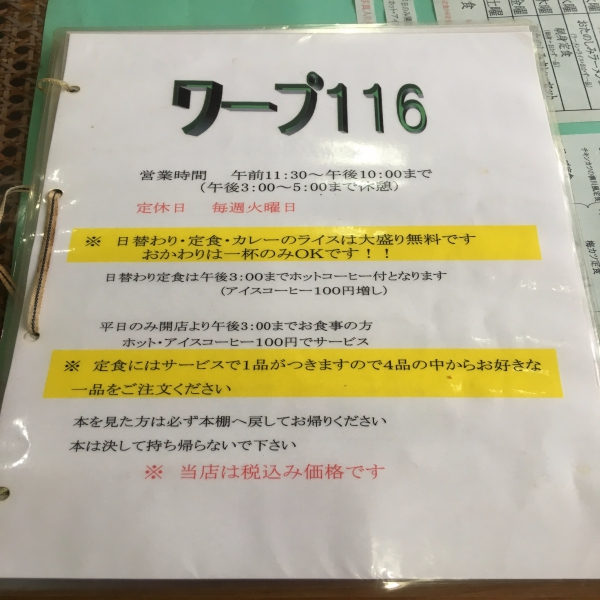 ワープ116
営業時間　午前11:30～午後10:00まで
（午後3:00～5:00まで休憩）
定休日　毎週火曜日
※ 日替わり・定食・カレーのライスは大盛り無料です
おかわりは一杯のみOKです！！
日替わり定食は午後3:00までホットコーヒー付となります
（アイスコーヒー100円増し）
平日のみ開店より午後3:00までお食事の方
ホット・アイスコーヒー100円でサービス
※ 定食にはサービスで1品がつきますので4品の中からお好きな
一品をご注文ください
本を見た方は必ず本棚へ戻してお帰りください
本は決して持ち帰らないで下さい
※ 当店は税込み価格です